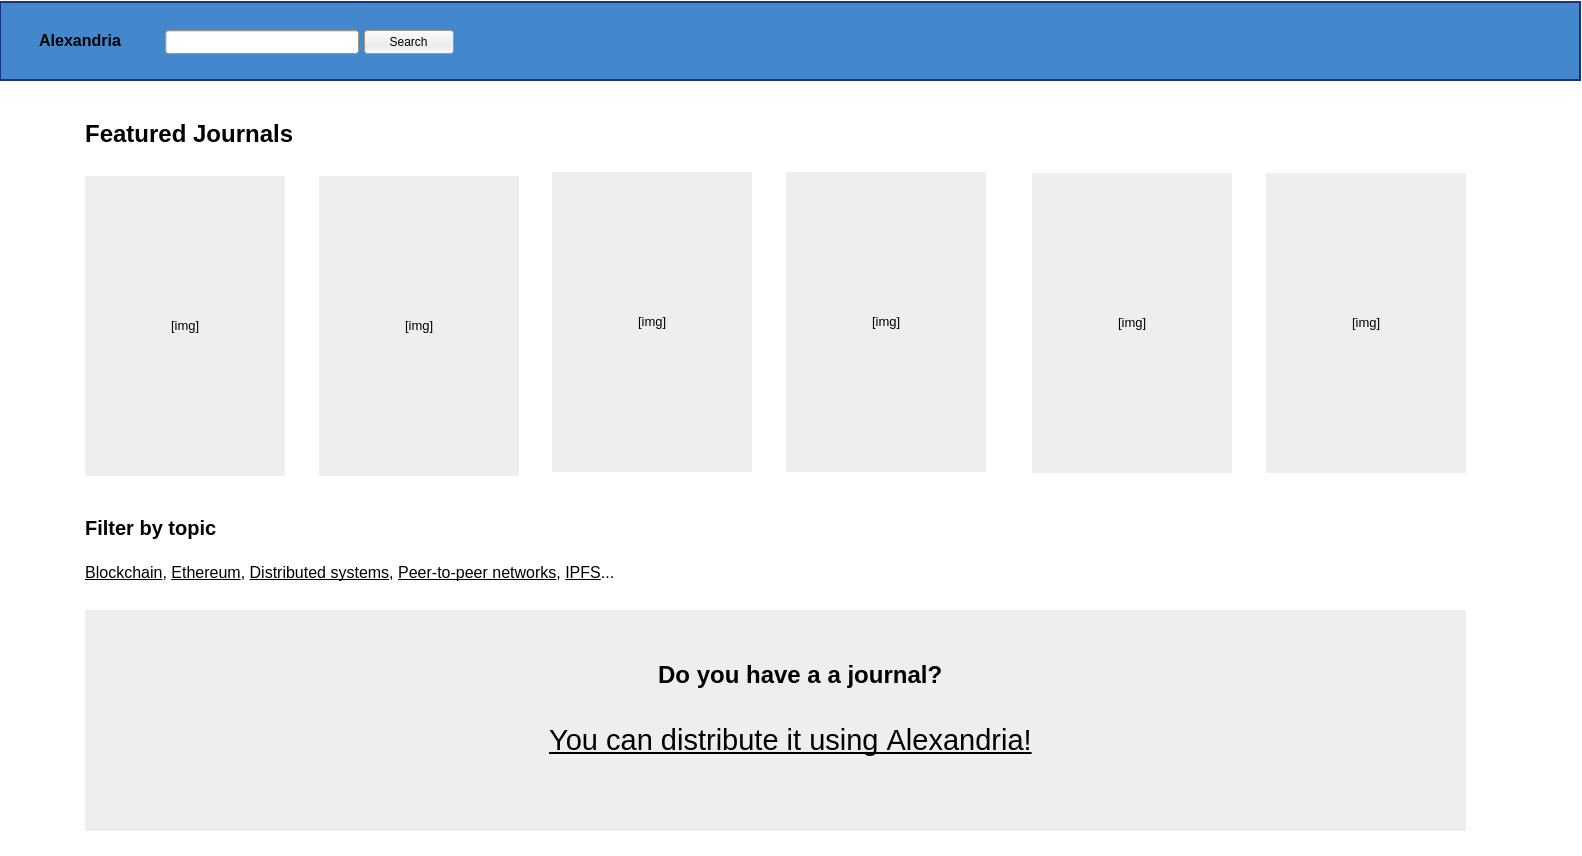 Alexandria Search
Featured Journals
[img] [img] [img] [img] [img] [img]
Filter by topic
Blockchain, Ethereum, Distributed systems, Peer-to-peer networks, IPFS...
Do you have a a journal?
You can distribute it using Alexandria!